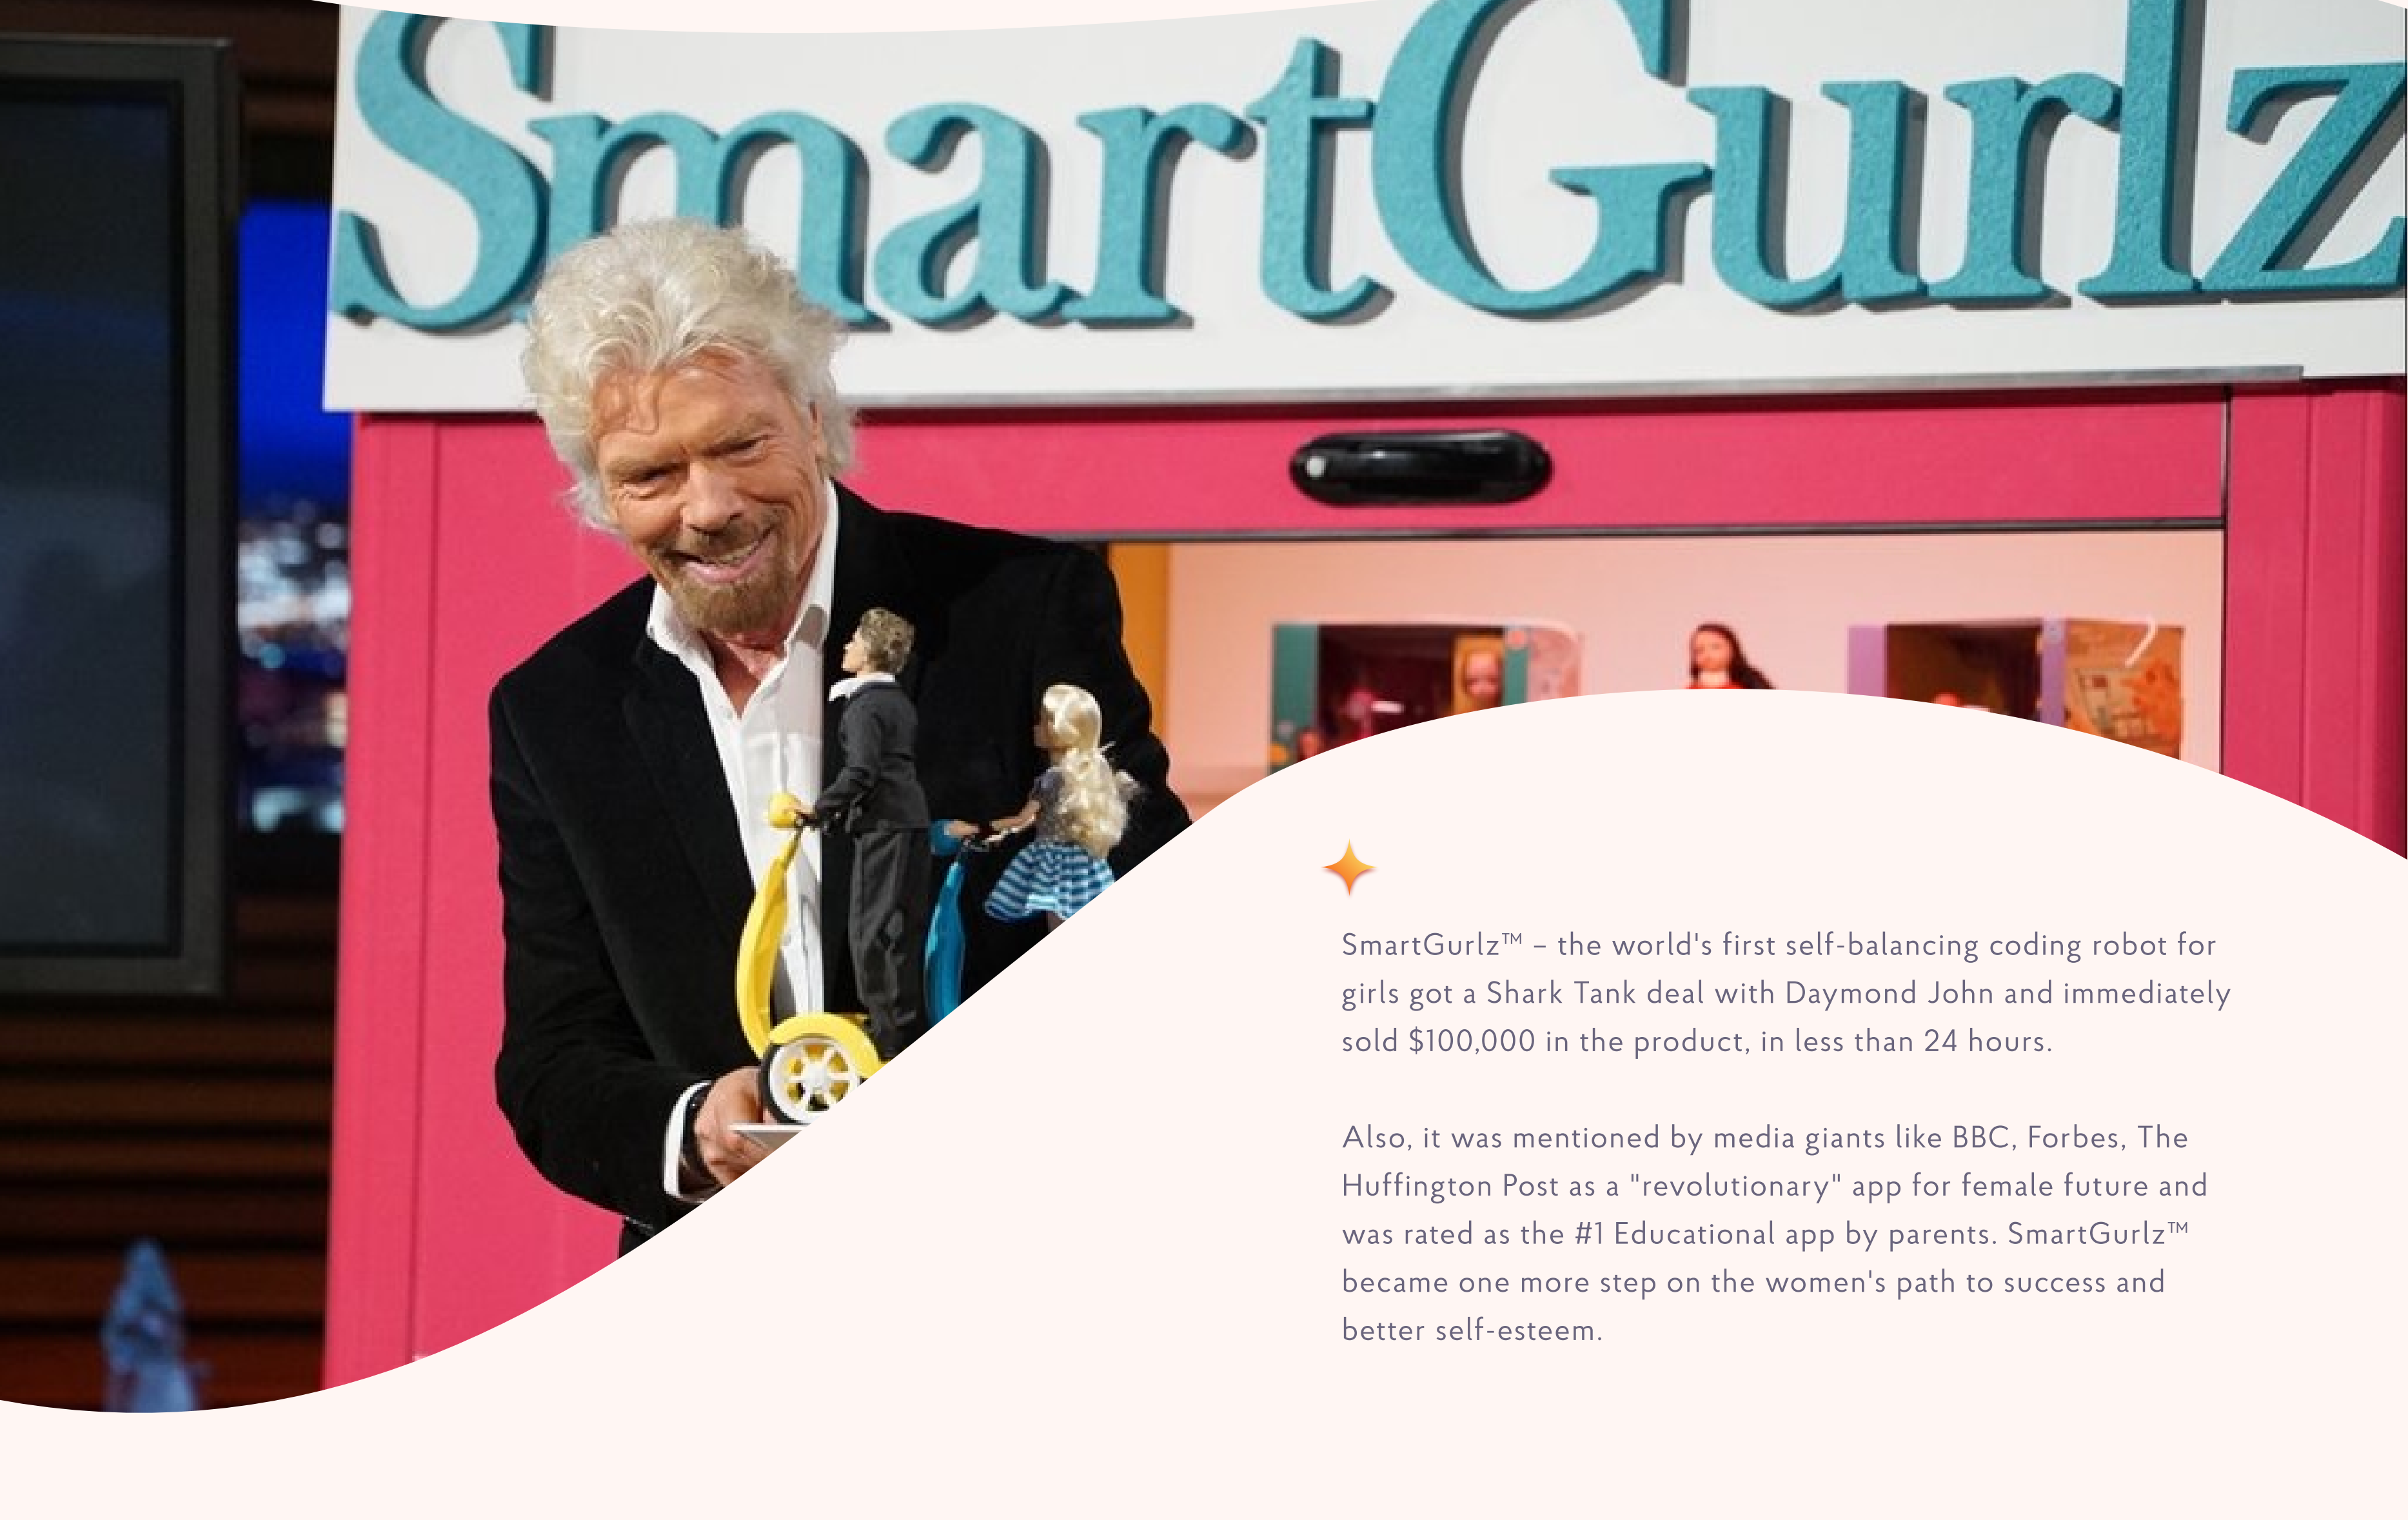 SmartGurlz
SmartGurlz™ – the world's first self-balancing coding robot for
girls got a Shark Tank deal with Daymond John and immediately
sold $100,000 in the product, in less than 24 hours.
Also, it was mentioned by media giants like BBC, Forbes, The
Huffington Post as a "revolutionary" app for female future and
was rated as the #1 Educational app by parents. SmartGurlz™
became one more step on the women's path to success and
better self-esteem.